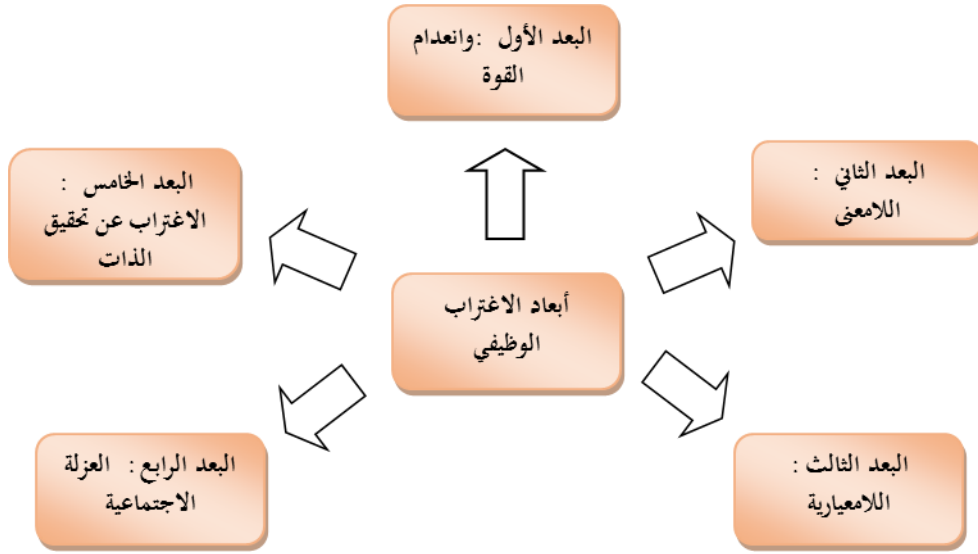 البعد الأول :وانعدام
القوة
البعد الثاني :
اللامعنى
البعد الخامس :
الاغتراب عن تحقيق
الذات
أبعاد الاغتراب
الوظيفي
البعد الثالث :
اللامعيارية
البعد الرابع : العزلة
الاجتماعية